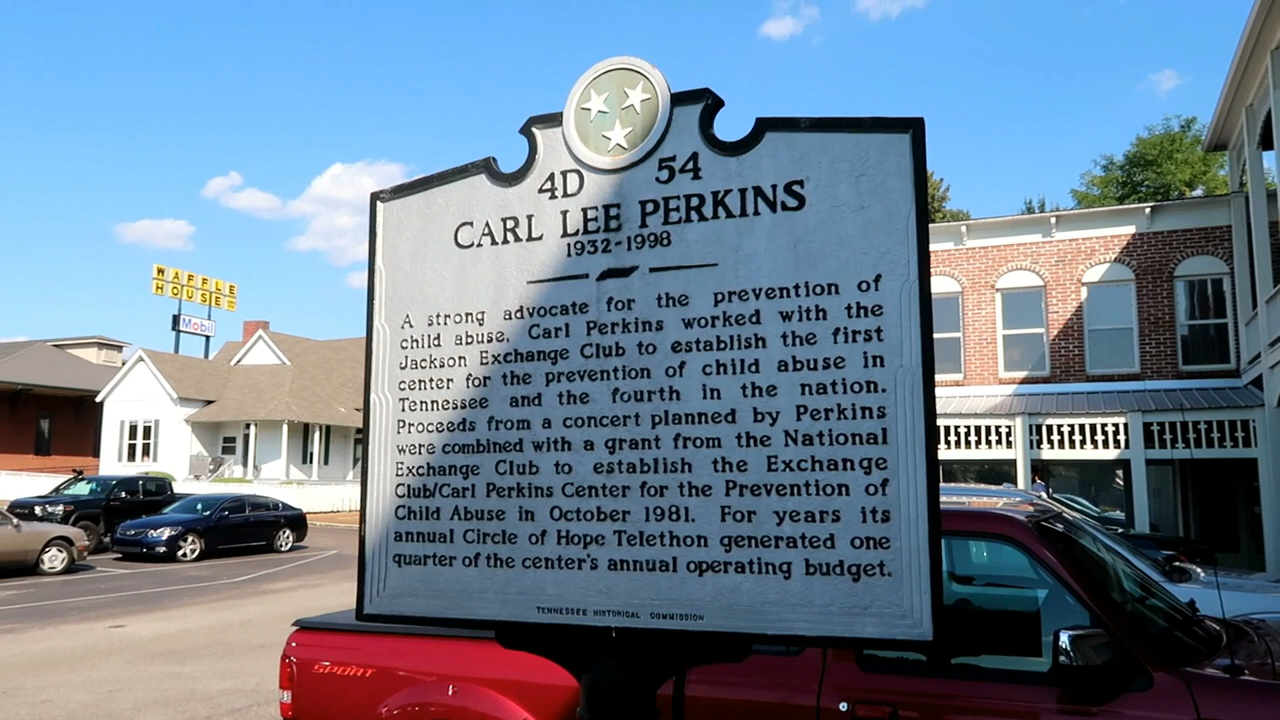 4D 54
CARL LEE PERKINS
1932-1998
A strong advocate for the prevention of
child abuse, Carl Perkins worked with the
Jackson Exchange Club to establish the first
center for the prevention of child abuse in
Tennessee and the fourth in the nation.
Proceeds from a concert planned by Perkins
were combined with a grant from the National
Exchange Club to establish the Exchange
Club/Carl Perkins Center for the Prevention of
Child Abuse in October 1981. For years its
annual Circle of Hope Telethon generated one
quarter of the center's annual operating budget.
TENNESSEE HISTORICAL COMMISSION
WAFFLE
HOUSE
Mobil
SPORT